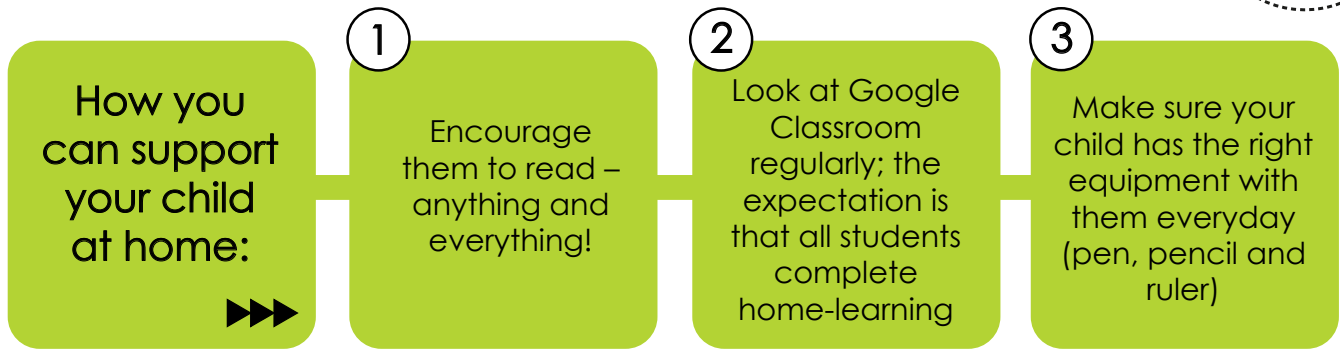 How you
can support
your child
at home:
1
Encourage
them to read –
anything and
everything!
2
Look at Google
Classroom
regularly; the
expectation is
that all students
complete
home-learning
3
Make sure your
child has the right
equipment with
them everyday
(pen, pencil and
ruler)